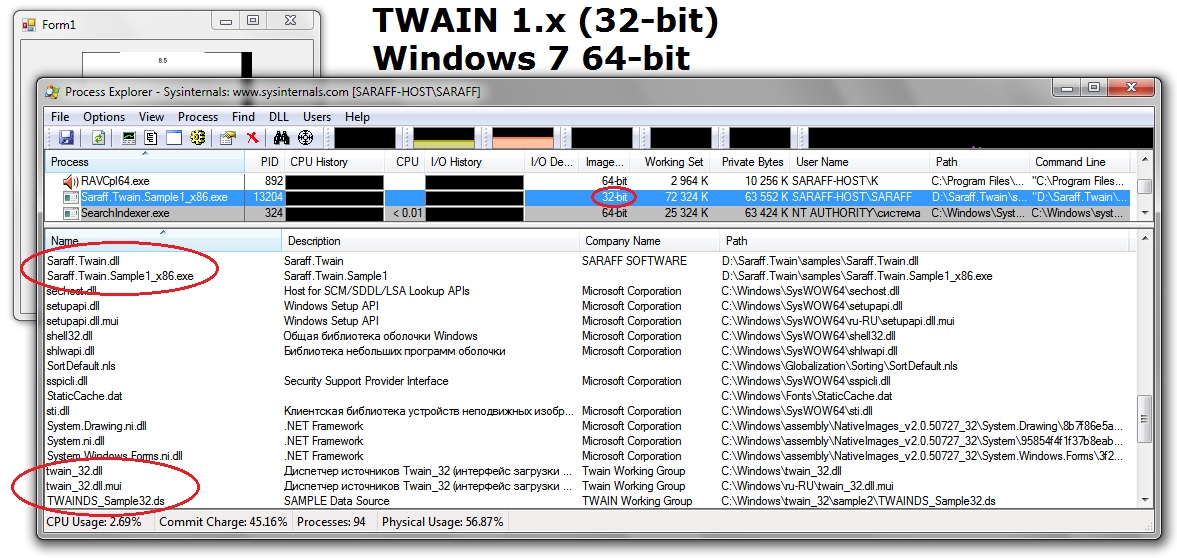 Form1
TWAIN 1.x (32-bit)
Windows 7 64-bit
8.5
Process Explorer - Sysinternals: www.sysinternals.com [SARAFF-HOST\SARAFF]
File Options View Process Find DLL Users Help
Process PID CPU History CPU I/O History I/O De... Image... Working Set Private Bytes User Name Path Command Line
RAVCpl64.exe 892 64-bit 2 964 K 10 256 K SARAFF-HOST\K C:\Program Files\... "C:\Program Files\...
Saraff.Twain.Sample1_x86.exe 13204 32-bit 72 324 K 63 552 K SARAFF-HOST\SARAFF D:\Saraff.Twain\s... "D:\Saraff.Twain\...
SearchIndexer.exe 324 < 0.01 64-bit 25 324 K 63 424 K NT AUTHORITY\система C:\Windows\Syst... C:\Windows\syst...
Name Description Company Name Path
Saraff.Twain.dll Saraff.Twain SARAFF SOFTWARE D:\Saraff.Twain\samples\Saraff.Twain.dll
Saraff.Twain.Sample1_x86.exe Saraff.Twain.Sample1 D:\Saraff.Twain\samples\Saraff.Twain.Sample1_x86.exe
sechost.dll Host for SCM/SDDL/LSA Lookup APIs Microsoft Corporation C:\Windows\SysWOW64\sechost.dll
setupapi.dll Windows Setup API Microsoft Corporation C:\Windows\SysWOW64\setupapi.dll
setupapi.dll.mui Windows Setup API Microsoft Corporation C:\Windows\SysWOW64\ru-RU\setupapi.dll.mui
shell32.dll Общая библиотека оболочки Windows Microsoft Corporation C:\Windows\SysWOW64\shell32.dll
shlwapi.dll Библиотека небольших программ оболочки Microsoft Corporation C:\Windows\SysWOW64\shlwapi.dll
SortDefault.nls C:\Windows\Globalization\Sorting\SortDefault.nls
sspicli.dll Security Support Provider Interface Microsoft Corporation C:\Windows\SysWOW64\sspicli.dll
StaticCache.dat C:\Windows\Fonts\StaticCache.dat
sti.dll Клиентская библиотека устройств неподвижных изобр... Microsoft Corporation C:\Windows\SysWOW64\sti.dll
System.Drawing.ni.dll .NET Framework Microsoft Corporation C:\Windows\assembly\NativeImages_v2.0.50727_32\System.Drawing\8b7f86e5a...
System.ni.dll .NET Framework Microsoft Corporation C:\Windows\assembly\NativeImages_v2.0.50727_32\System\95854f4f1f37b8eab...
System.Windows.Forms.ni.dll .NET Framework Microsoft Corporation C:\Windows\assembly\NativeImages_v2.0.50727_32\System.Windows.Forms\3f2...
twain_32.dll Диспетчер источников Twain_32 (интерфейс загрузки ... Twain Working Group C:\Windows\twain_32.dll
twain_32.dll.mui Диспетчер источников Twain_32 (интерфейс загрузки ... Twain Working Group C:\Windows\ru-RU\twain_32.dll.mui
TWAINDS_Sample32.ds SAMPLE Data Source TWAIN Working Group C:\Windows\twain_32\sample2\TWAINDS_Sample32.ds
CPU Usage: 2.69% Commit Charge: 45.16% Processes: 94 Physical Usage: 56.87%